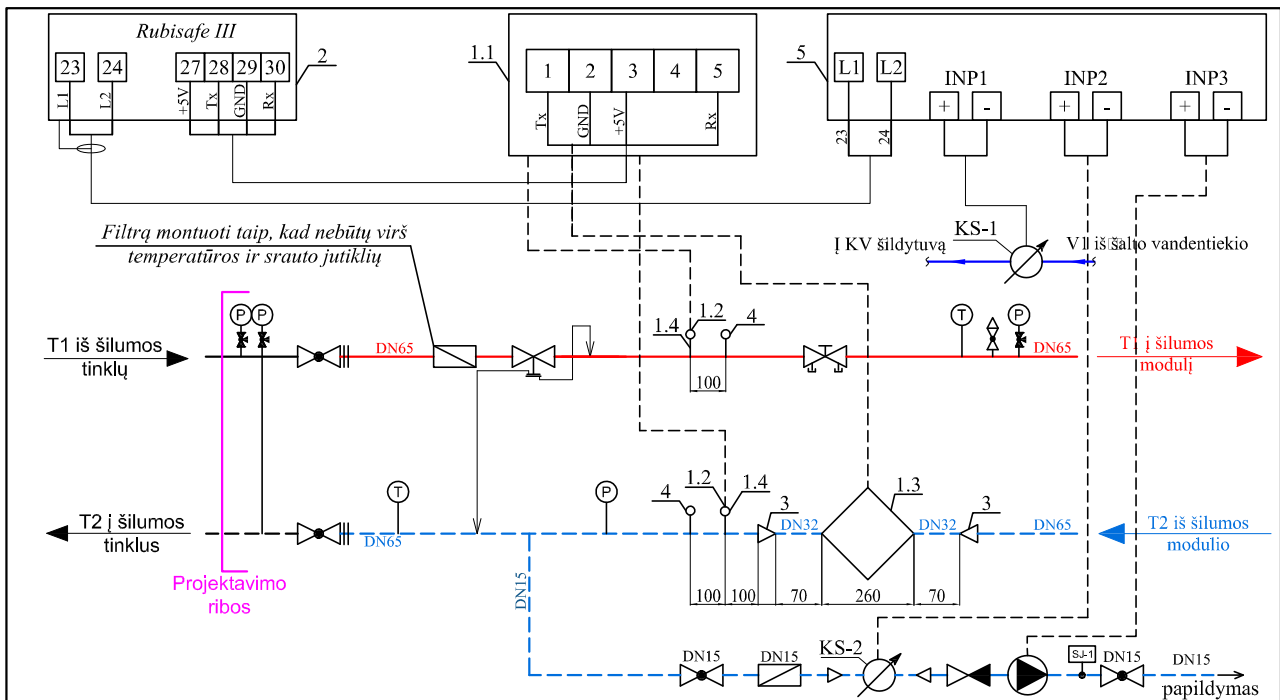 Rubisafe III
23
24
27
28
29
30
L1
L2
+5V
Tx
GND
Rx
2
1.1
1
2
3
4
5
Tx
GND
+5V
Rx
5
L1
L2
23
24
INP1
INP2
INP3
+
-
+
-
+
-
Filtrą montuoti taip, kad nebūtų virš
temperatūros ir srauto jutiklių
KS-1
Į KV šildytuvą
V1 iš šalto vandentiekio
P
P
T1 iš šilumos
tinklų
DN65
1.2
1.4
4
100
T
P
DN65
T1 į šilumos
modulį
T2 į šilumos
tinklus
T
DN65
P
4
1.2
1.4
3
DN32
1.3
DN32
3
DN65
T2 iš šilumos
modulio
Projektavimo
ribos
DN15
100
100
70
260
70
DN15
DN15
KS-2
SJ-1
DN15
DN15
papildymas